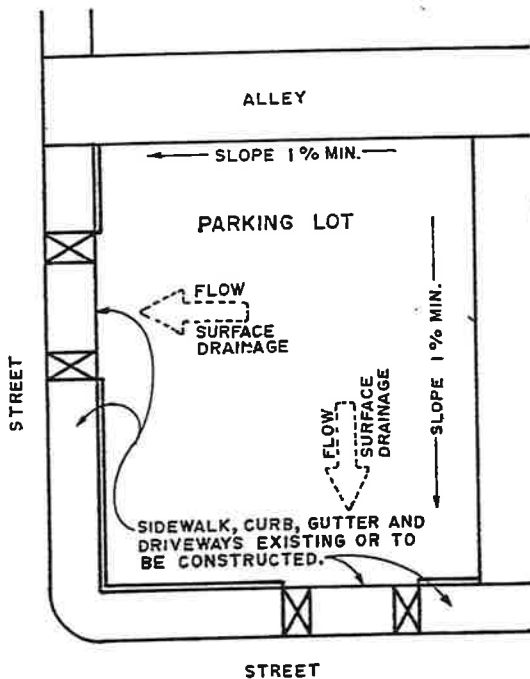 ALLEY
SLOPE 1% MIN.
PARKING LOT
FLOW
SURFACE
DRAINAGE
SLOPE 1% MIN.
STREET
FLOW
SURFACE
DRAINAGE
SIDEWALK, CURB, GUTTER AND
DRIVEWAYS EXISTING OR TO
BE CONSTRUCTED.
STREET